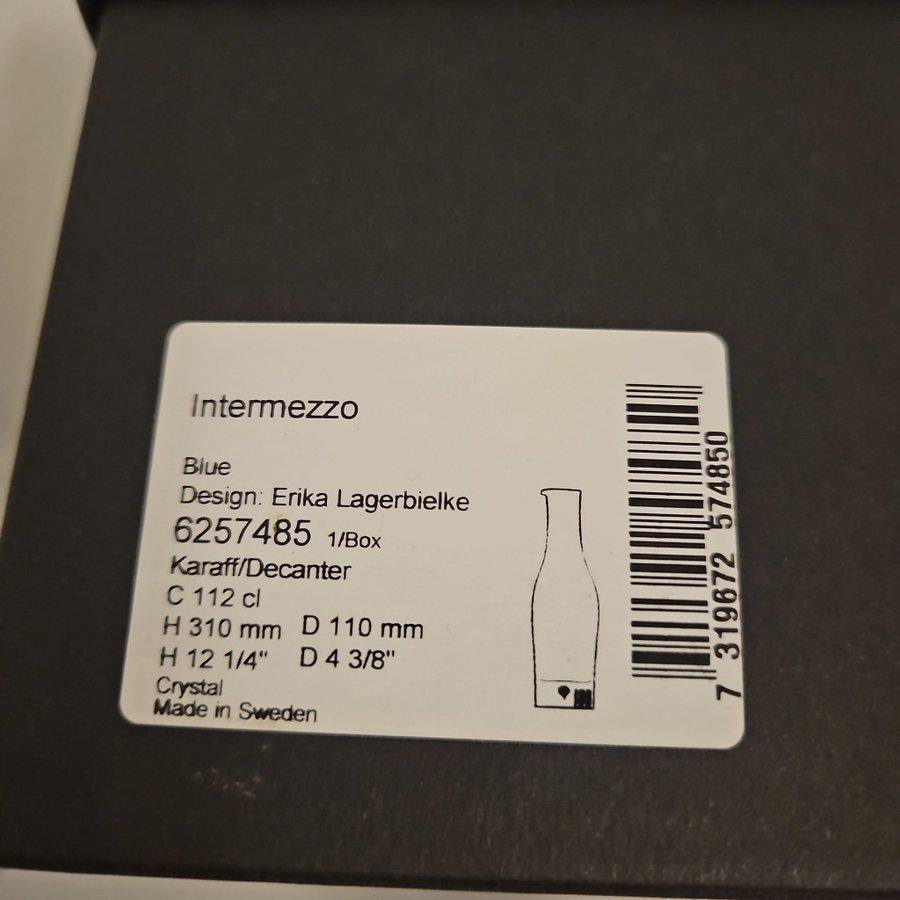 Intermezzo
Blue
Design: Erika Lagerbielke
6257485 1/Box
Karaff/Decanter
C 112 cl
H 310 mm D 110 mm
H 12 1/4" D 4 3/8"
Crystal
Made in Sweden
7 319672 574850